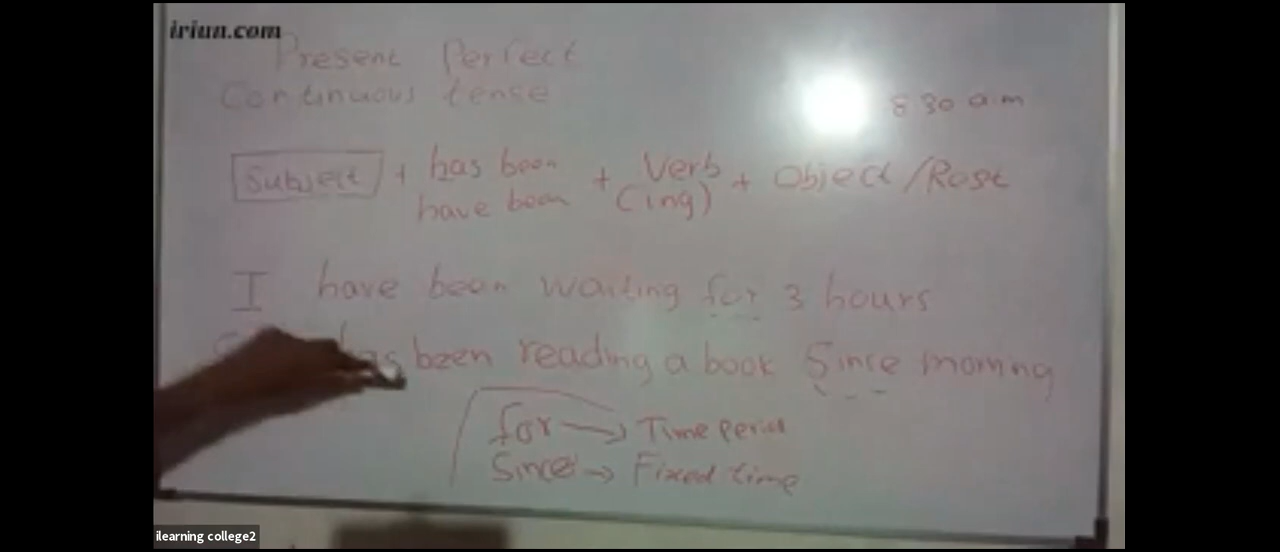 iriun.com
Present Perfect
Continuous tense
8 30 a.m
Subject + has been + Verb + Object/Rest
have been (ing)
I have been waiting for 3 hours
has been reading a book Since morning
for → Time period
Since → Fixed time
ilearning college2